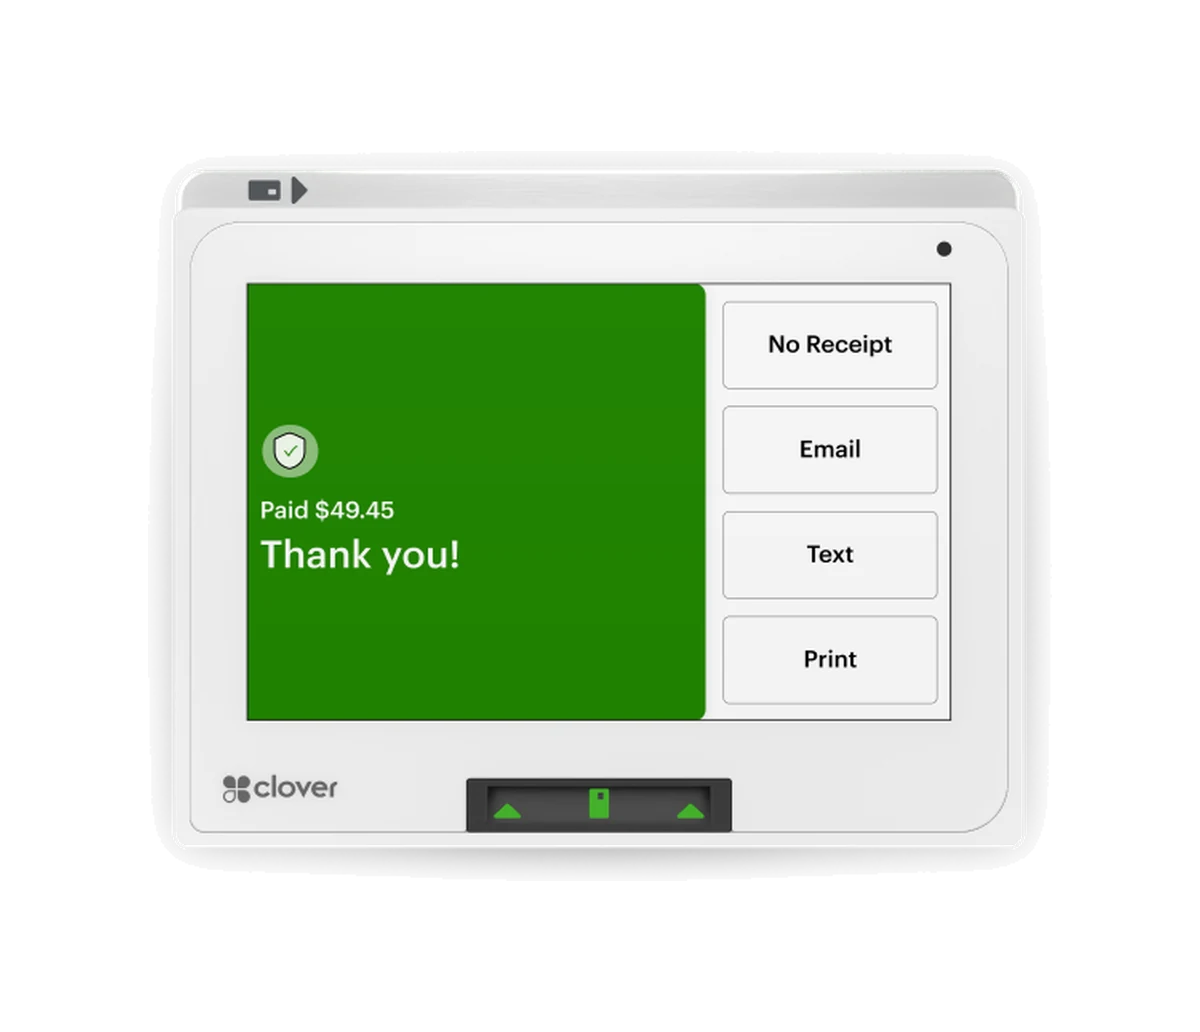 Paid $49.45
Thank you!
No Receipt
Email
Text
Print
clover